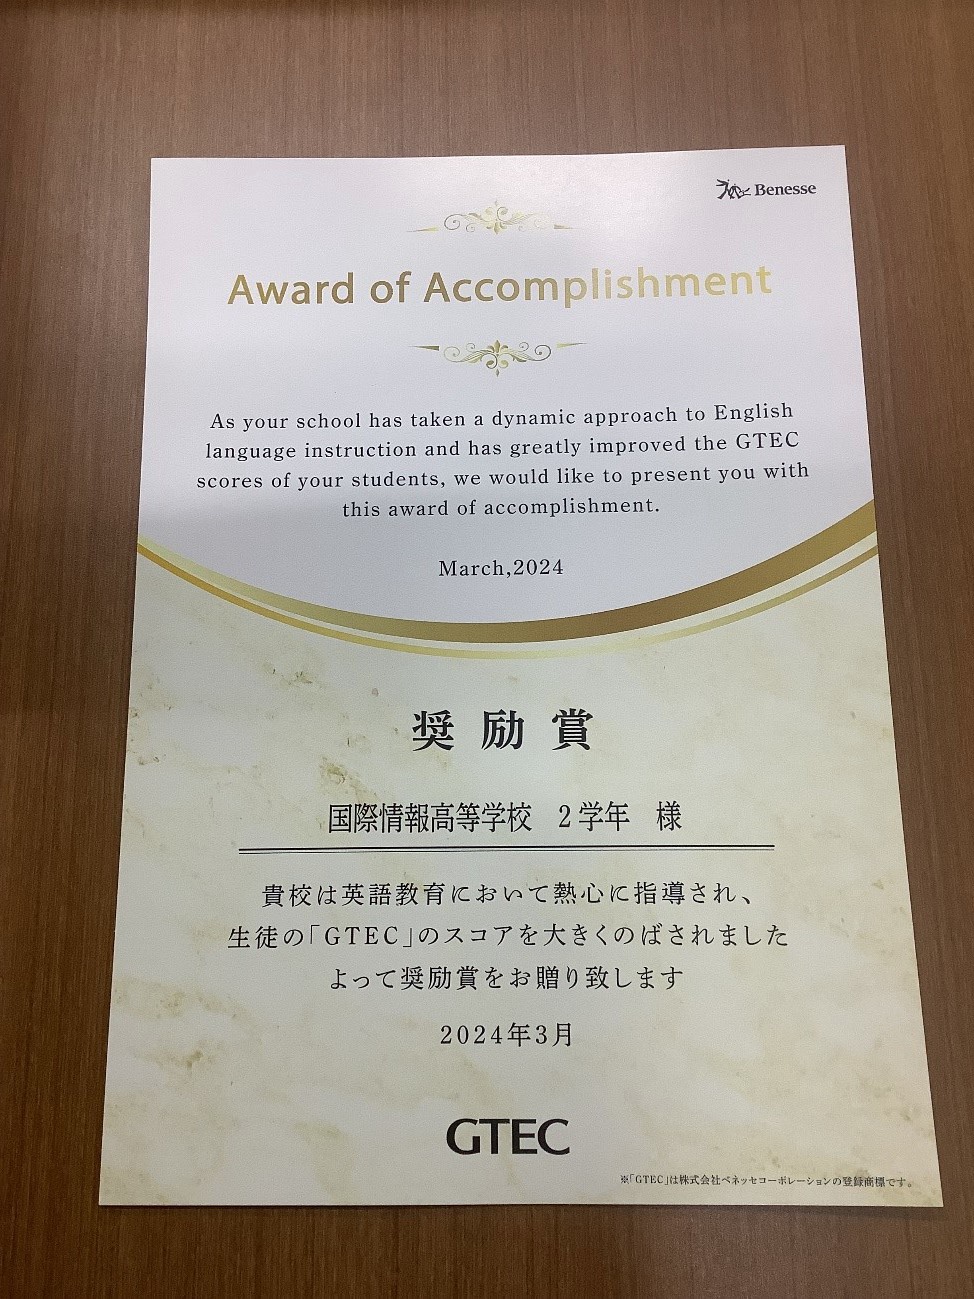 Benesse
Award of Accomplishment
As your school has taken a dynamic approach to English
language instruction and has greatly improved the GTEC
scores of your students, we would like to present you with
this award of accomplishment.
March,2024
奨励賞
国際情報高等学校 2学年 様
貴校は英語教育において熱心に指導され、
生徒の「GTEC」のスコアを大きくのばされました
よって奨励賞をお贈り致します
2024年3月
GTEC
※「GTEC」は株式会社ベネッセコーポレーションの登録商標です。